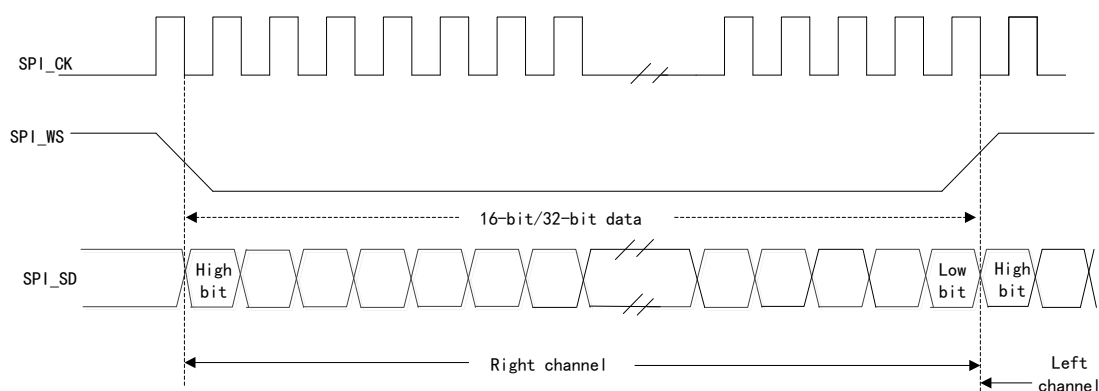 SPI_CK
SPI_WS
16-bit/32-bit data
SPI_SD
High
bit
Low
bit
High
bit
Right channel
Left
channel